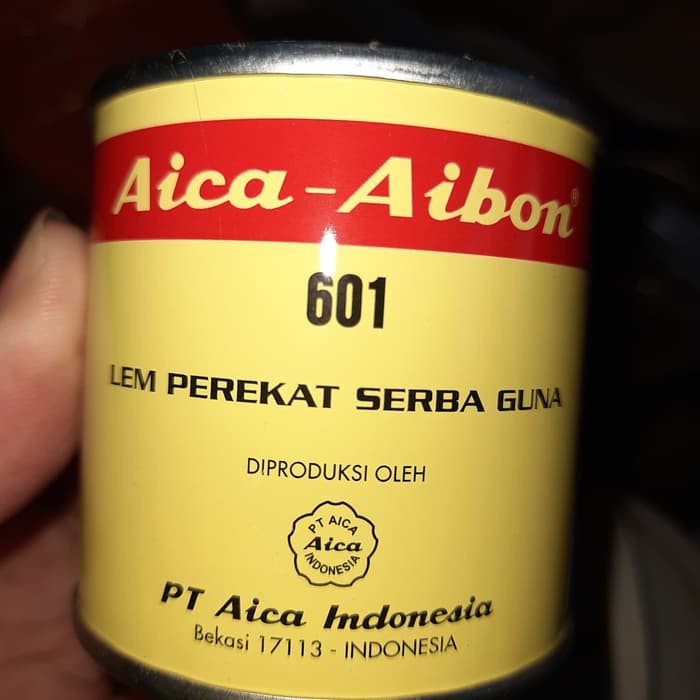 Aica-Aibon®
601
LEM PEREKAT SERBA GUNA
DIPRODUKSI OLEH
PT AICA
Aica
INDONESIA
PT Aica Indonesia
Bekasi 17113 - INDONESIA